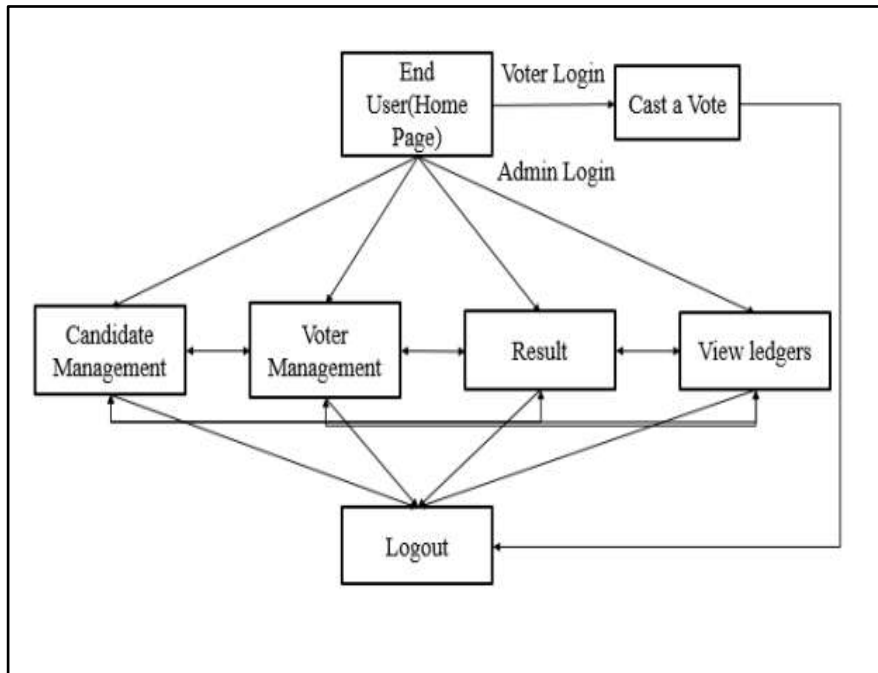 End
User(Home
Page)
Voter Login
Cast a Vote
Admin Login
Candidate
Management
Voter
Management
Result
View ledgers
Logout